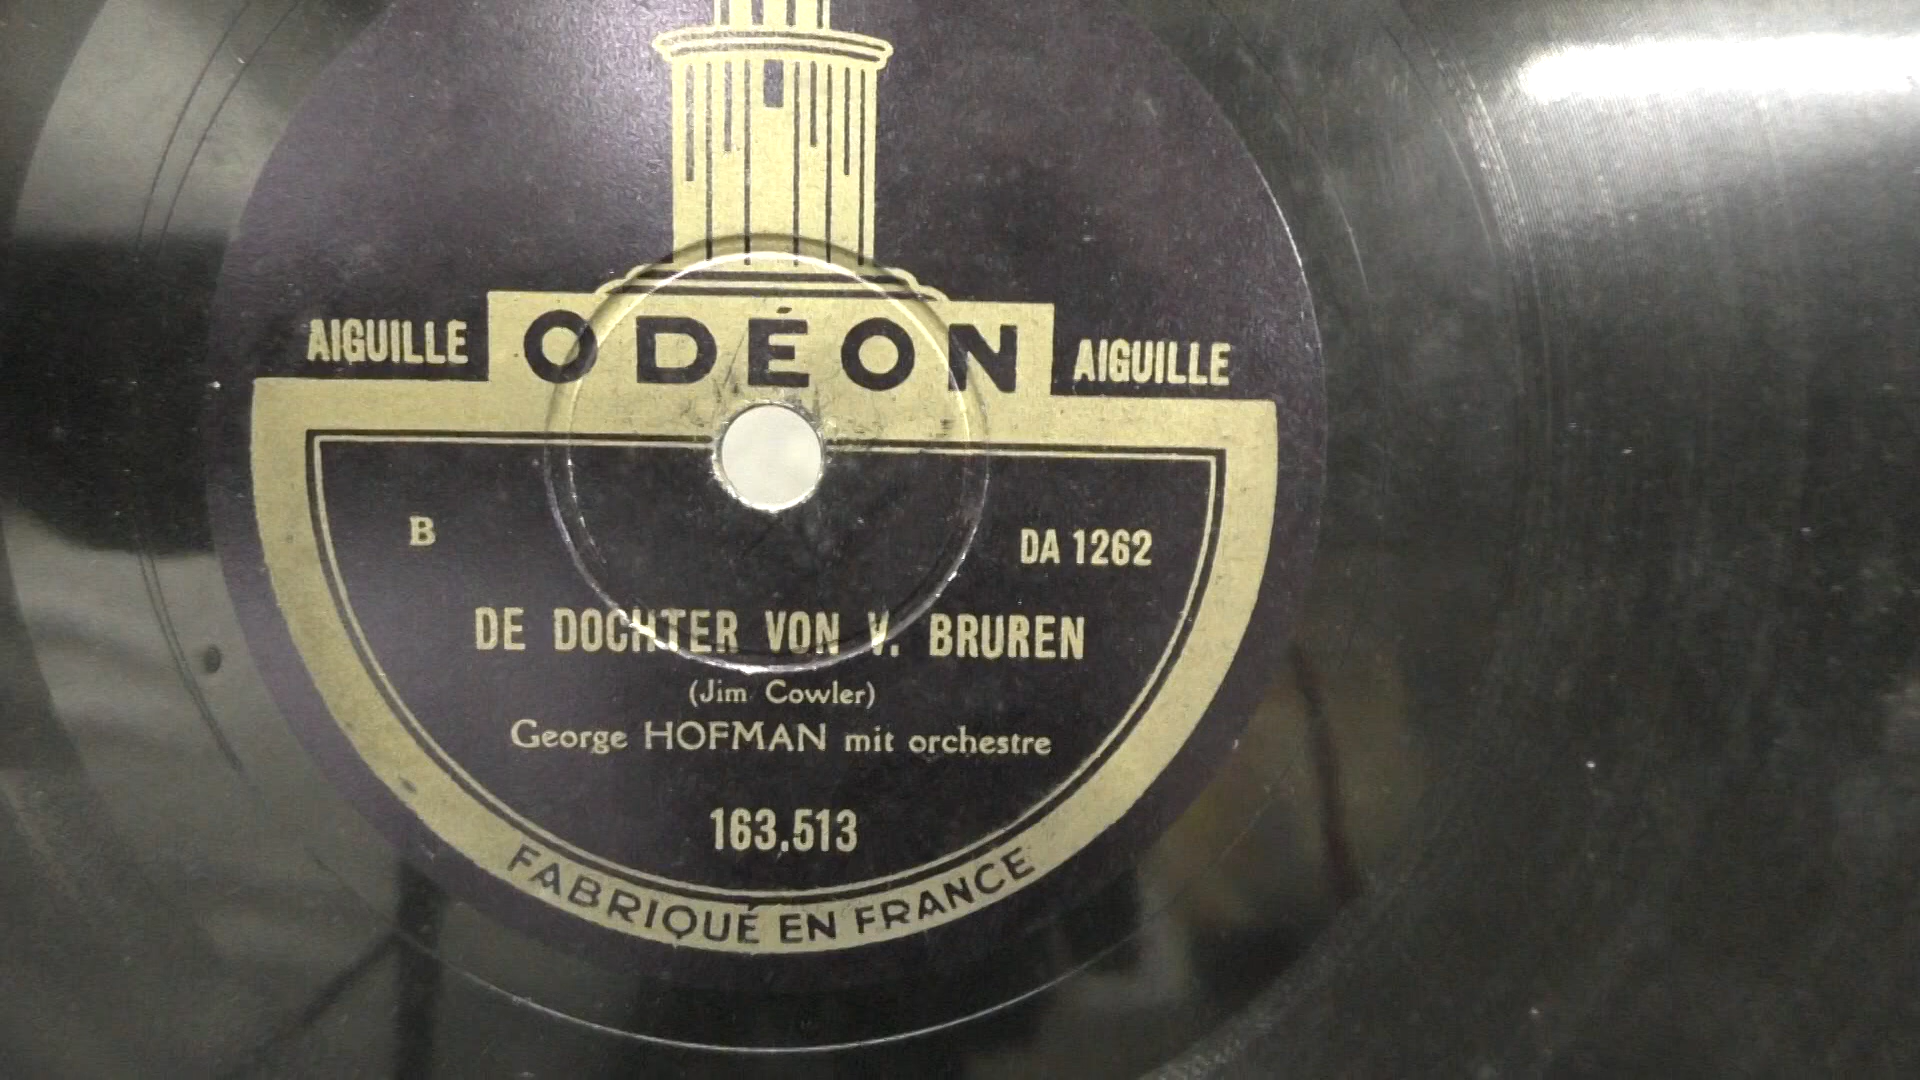 AIGUILLE ODÉON AIGUILLE
B DA 1262
DE DOCHTER VON V. BRUREN
(Jim Cowler)
George HOFMAN mit orchestre
163.513
FABRIQUÉ EN FRANCE